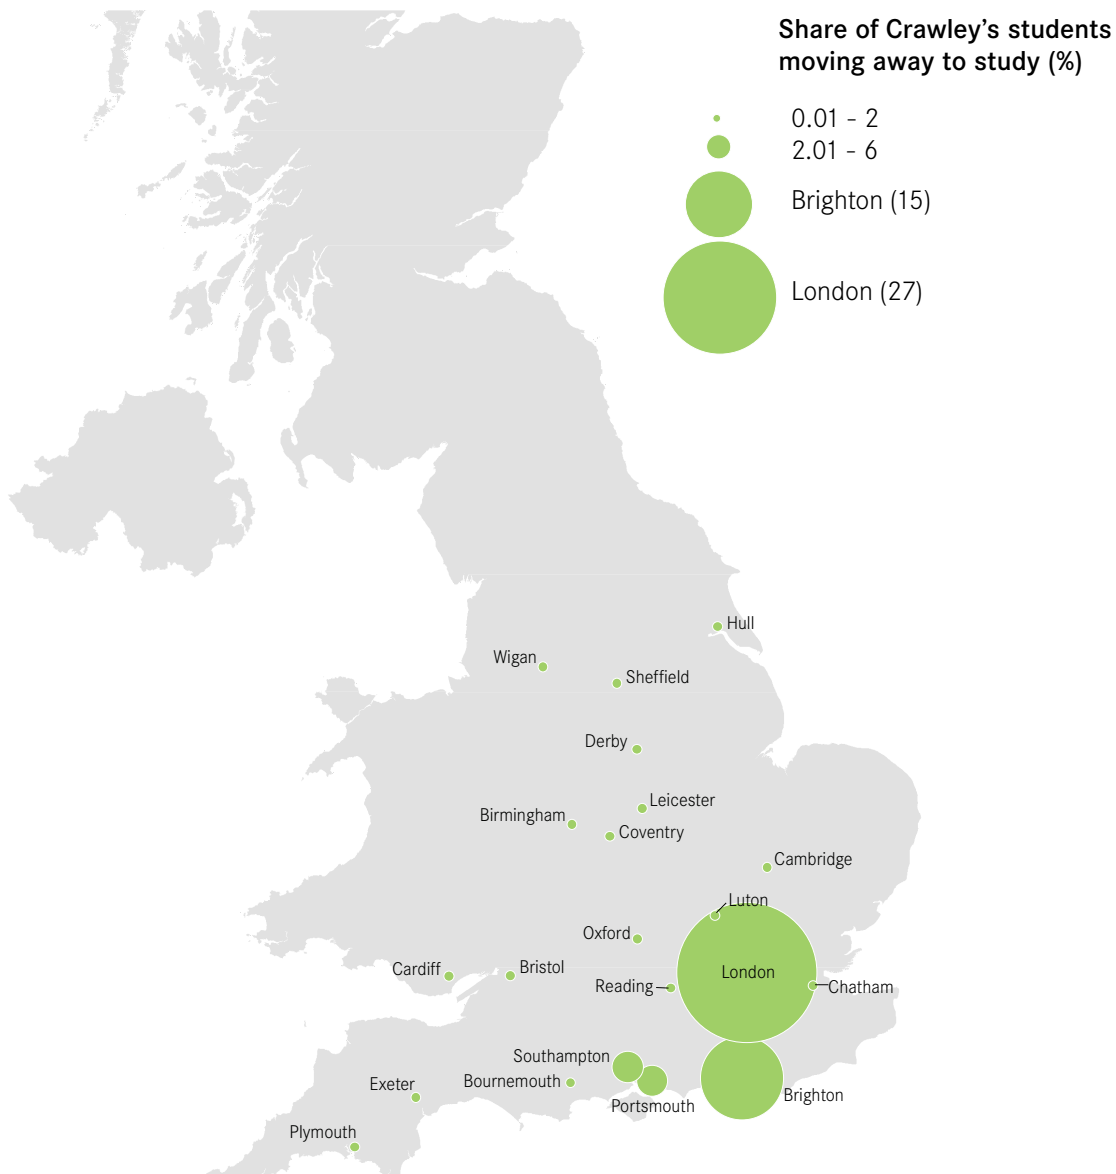 Share of Crawley’s students
moving away to study (%)
0.01 - 2
2.01 - 6
Brighton (15)
London (27)
Hull
Wigan
Sheffield
Derby
Leicester
Birmingham
Coventry
Cambridge
Luton
Oxford
London
Cardiff
Bristol
Reading
Chatham
Southampton
Bournemouth
Exeter
Brighton
Portsmouth
Plymouth